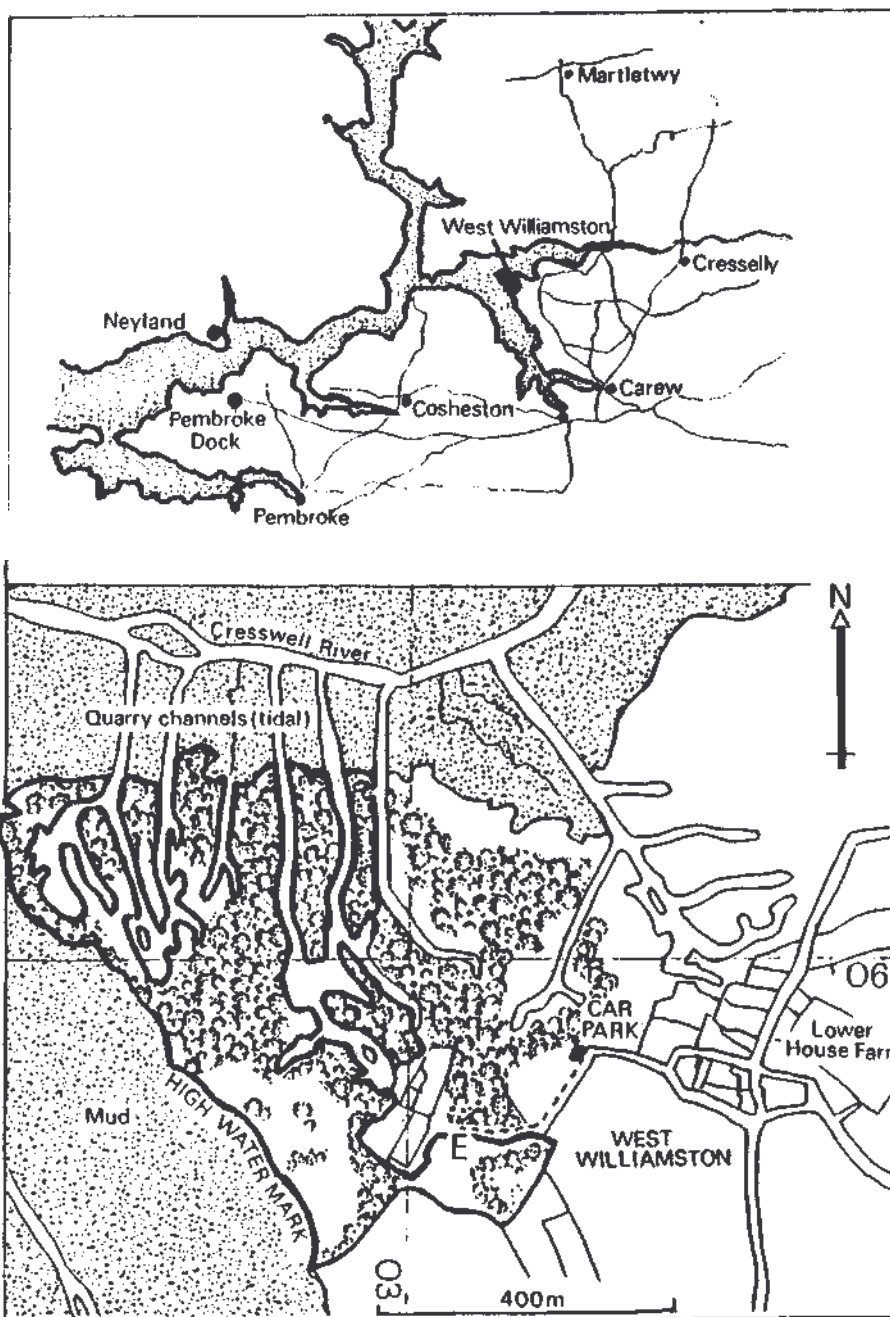 Martletwy
West Williamston
Cresselly
Neyland
Carew
Pembroke
Dock
Cosheston
Pembroke
N
Cresswell River
Quarry channels (tidal)
06
CAR
PARK
Lower
House Farm
Mud
HIGH WATER MARK
E
WEST
WILLIAMSTON
03
400m